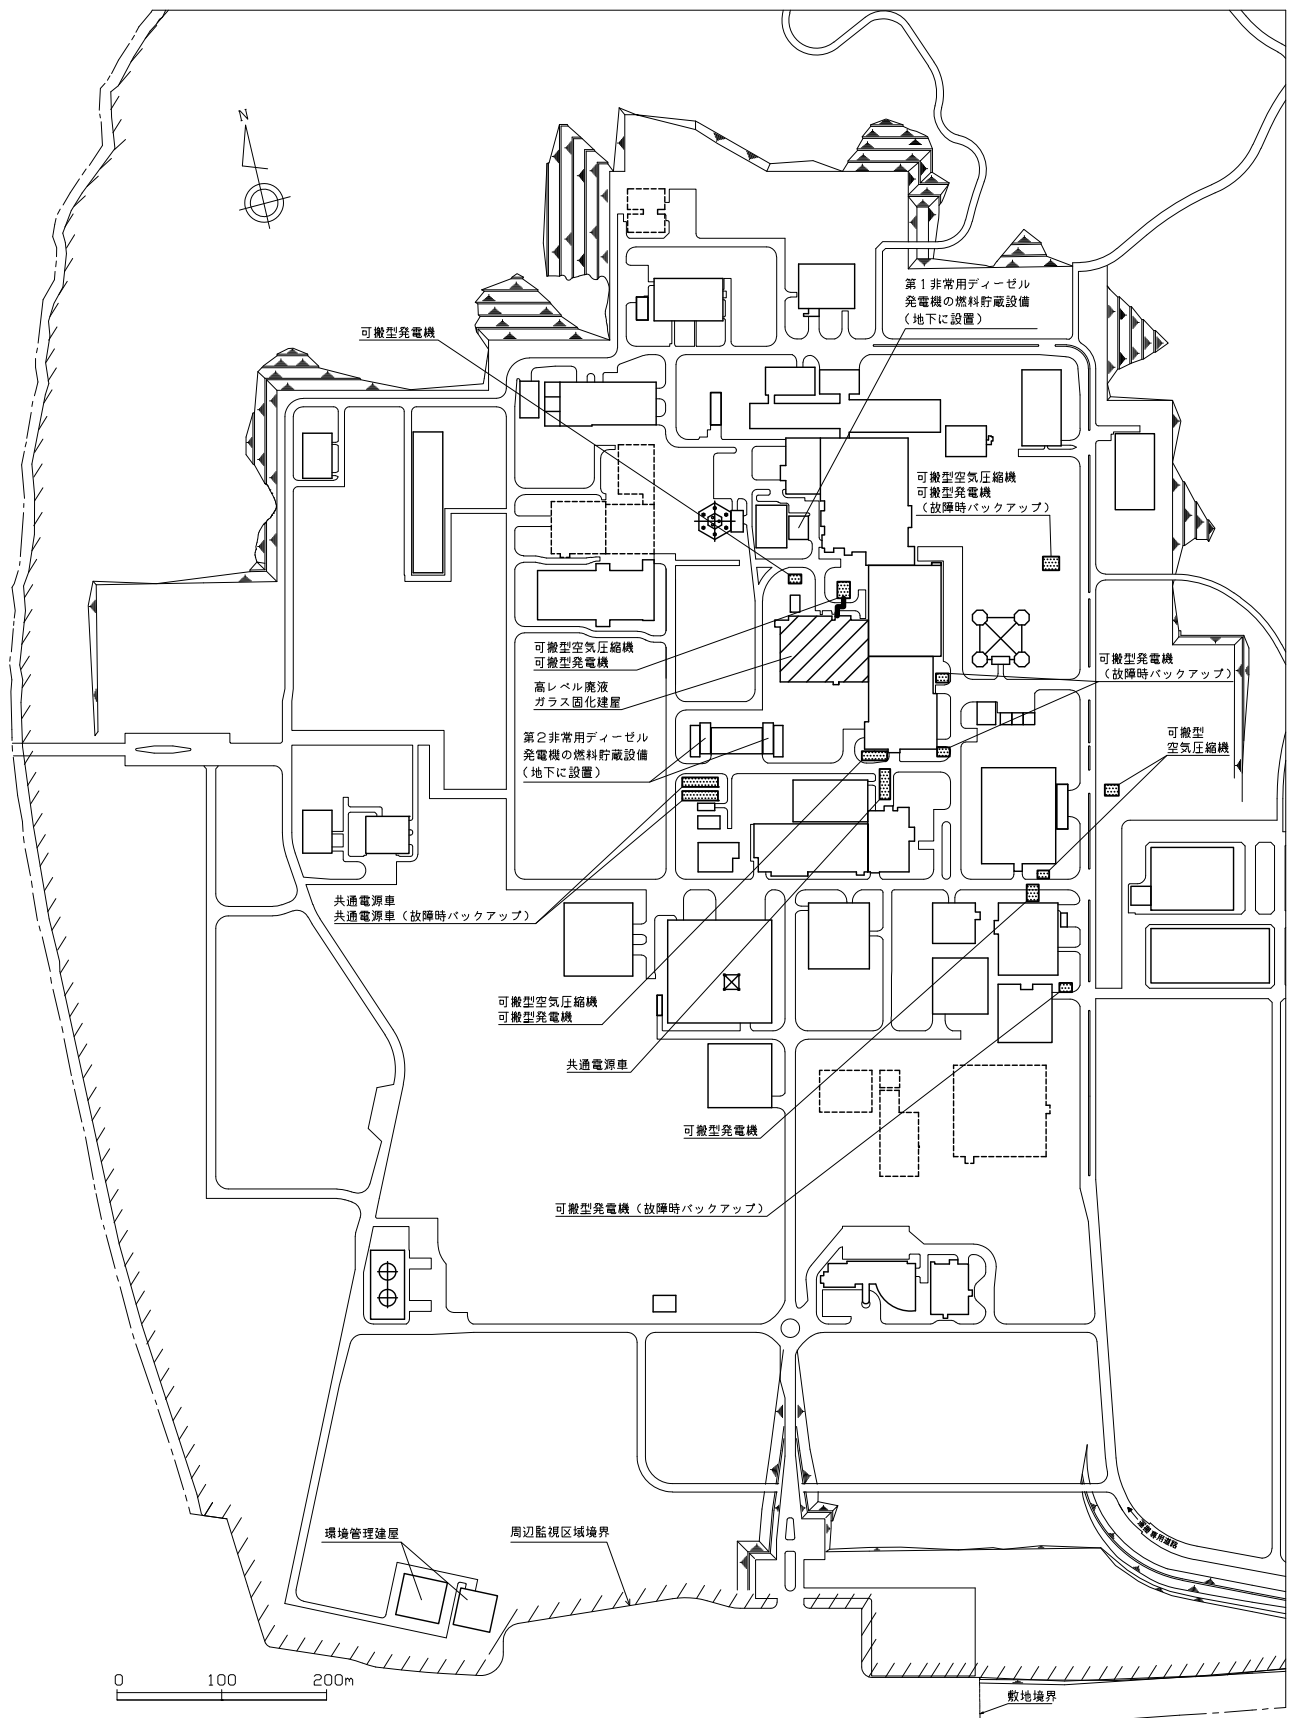 N
第1非常用ディーゼル
発電機の燃料貯蔵設備
(地下に設置)
可搬型発電機
可搬型空気圧縮機
可搬型発電機
(故障時バックアップ)
可搬型空気圧縮機
可搬型発電機
可搬型発電機
(故障時バックアップ)
高レベル廃液
ガラス固化建屋
第2非常用ディーゼル
発電機の燃料貯蔵設備
(地下に設置)
可搬型
空気圧縮機
共通電源車
共通電源車(故障時バックアップ)
可搬型空気圧縮機
可搬型発電機
共通電源車
可搬型発電機
可搬型発電機(故障時バックアップ)
環境管理建屋
周辺監視区域境界
0 100 200m
敷地境界